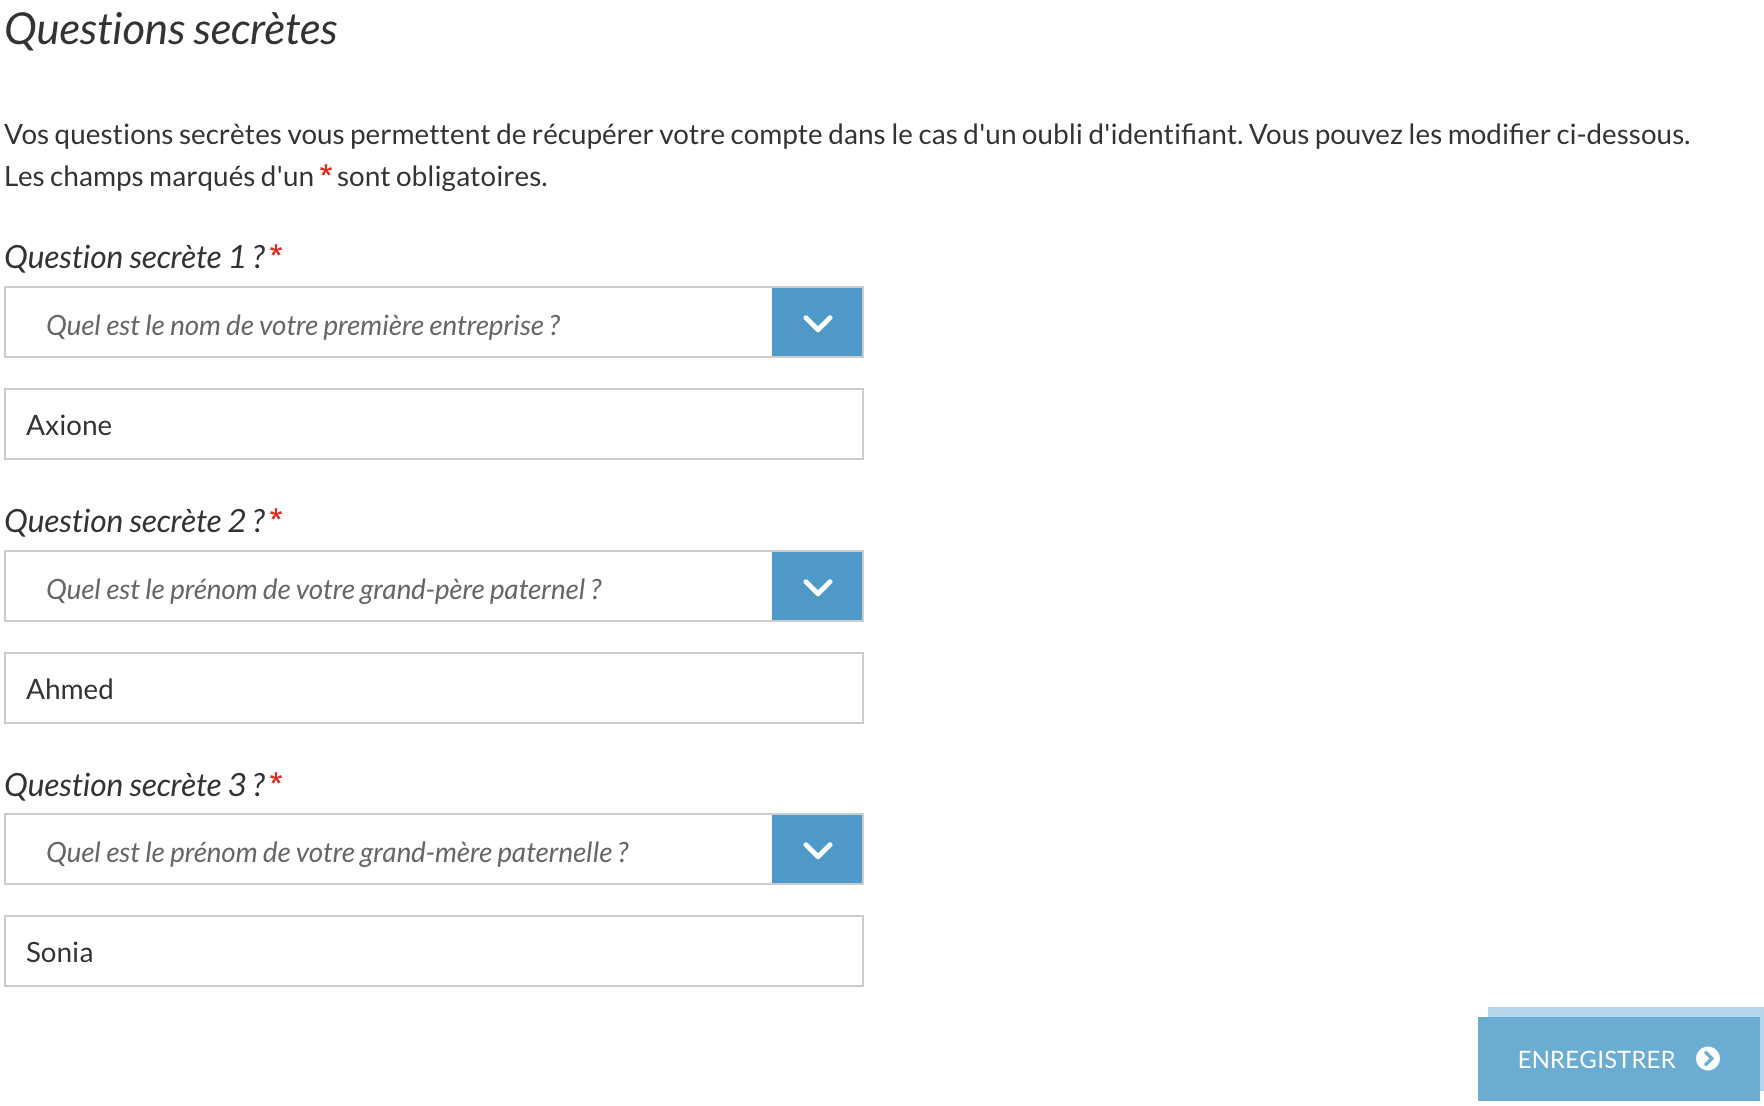 Questions secrètes
Vos questions secrètes vous permettent de récupérer votre compte dans le cas d'un oubli d'identifiant. Vous pouvez les modifier ci-dessous.
Les champs marqués d'un * sont obligatoires.
Question secrète 1 ?*
Quel est le nom de votre première entreprise ?
Axione
Question secrète 2 ?*
Quel est le prénom de votre grand-père paternel ?
Ahmed
Question secrète 3 ?*
Quel est le prénom de votre grand-mère paternelle ?
Sonia
ENREGISTRER